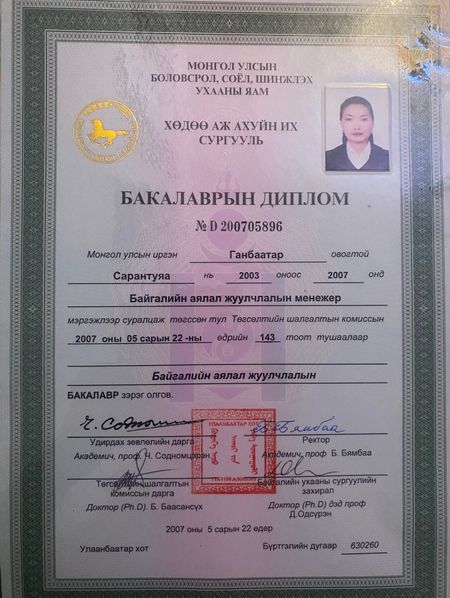 МОНГОЛ УЛСЫН
БОЛОВСРОЛ, СОЁЛ, ШИНЖЛЭХ
УХААНЫ ЯАМ
ХӨДӨӨ АЖ АХУЙН ИХ
СУРГУУЛЬ
БАКАЛАВРЫН ДИПЛОМ
№ D 200705896
Монгол улсын иргэн Ганбаатар овогтой
Сарантуяа нь 2003 оноос 2007 онд
Байгалийн аялал жуулчлалын менежер
мэргэжлээр суралцаж төгссөн тул Төгсөлтийн шалгалтын комиссын
2007 оны 05 сарын 22 -ны өдрийн 143 тоот тушаалаар
Байгалийн аялал жуулчлалын
БАКАЛАВР зэрэг олгов.
УЛААНБААТАР ХОТ
Ч. Содном
Б. Бямбаа
Удирдах зөвлөлийн дарга Ректор
Академич, проф. Ч. Содномцэрэн Академич, проф. Б. Бямбаа
Төгсөлтийн шалгалтын Байгалийн ухааны сургуулийн
комиссын дарга захирал
Доктор (Ph.D). Б. Баасансүх Доктор (Ph.D) дэд проф
Д.Одсүрэн
2007 оны 5 сарын 22 өдөр
Улаанбаатар хот Бүртгэлийн дугаар 630260